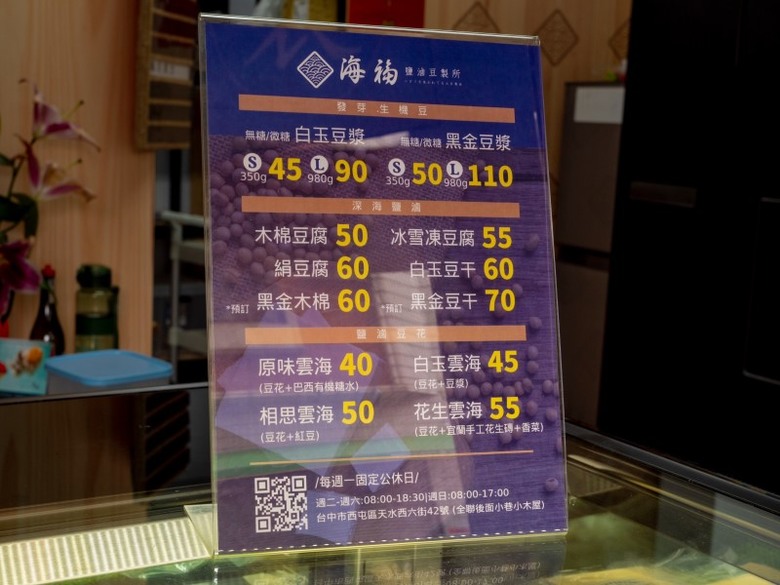 海福 鹽滷豆製所
發芽.生機豆
無糖/微糖 白玉豆漿 無糖/微糖 黑金豆漿
S 45 L 90 S 50 L 110
350g 980g 350g 980g
深海鹽滷
木棉豆腐 50 冰雪凍豆腐 55
絹豆腐 60 白玉豆干 60
*預訂 黑金木棉 60 *預訂 黑金豆干 70
鹽滷豆花
原味雲海 40 白玉雲海 45
(豆花+巴西有機糖水) (豆花+豆漿)
相思雲海 50 花生雲海 55
(豆花+紅豆) (豆花+宜蘭手工花生磚+香菜)
/每週一固定公休日/
週二-週六:08:00-18:30|週日:08:00-17:00
台中市西屯區天水西六街42號 (全聯後面小巷小木屋)